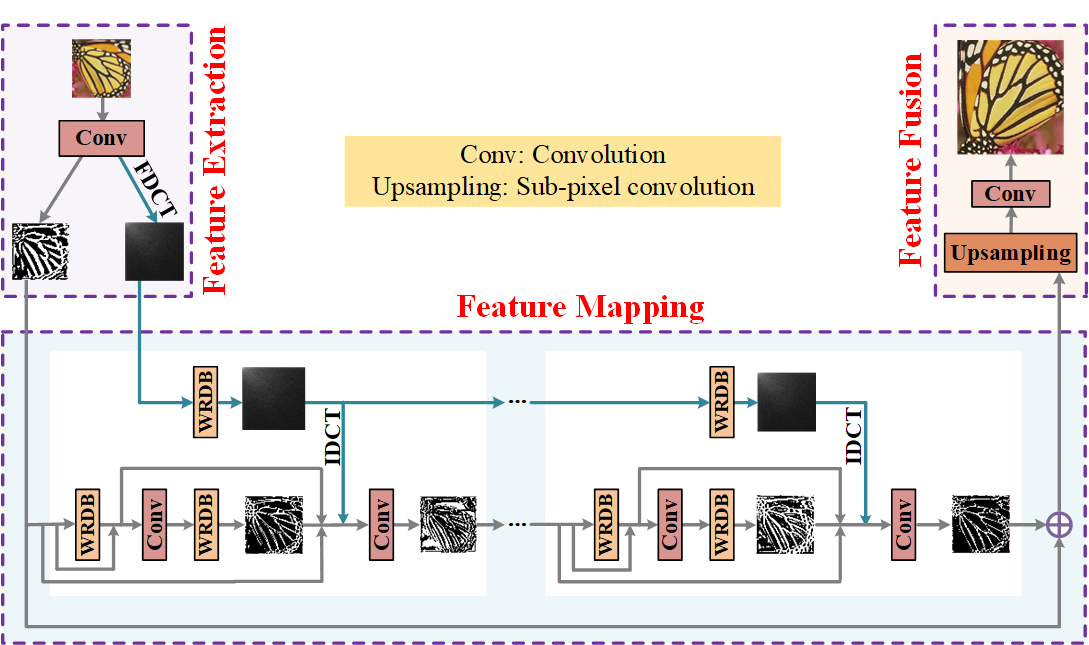 Conv
FDCT
Feature Extraction
Conv: Convolution
Upsampling: Sub-pixel convolution
Feature Fusion
Conv
Upsampling
Feature Mapping
WRDB
IDCT
...
WRDB
IDCT
WRDB
Conv
WRDB
Conv
...
WRDB
Conv
WRDB
Conv